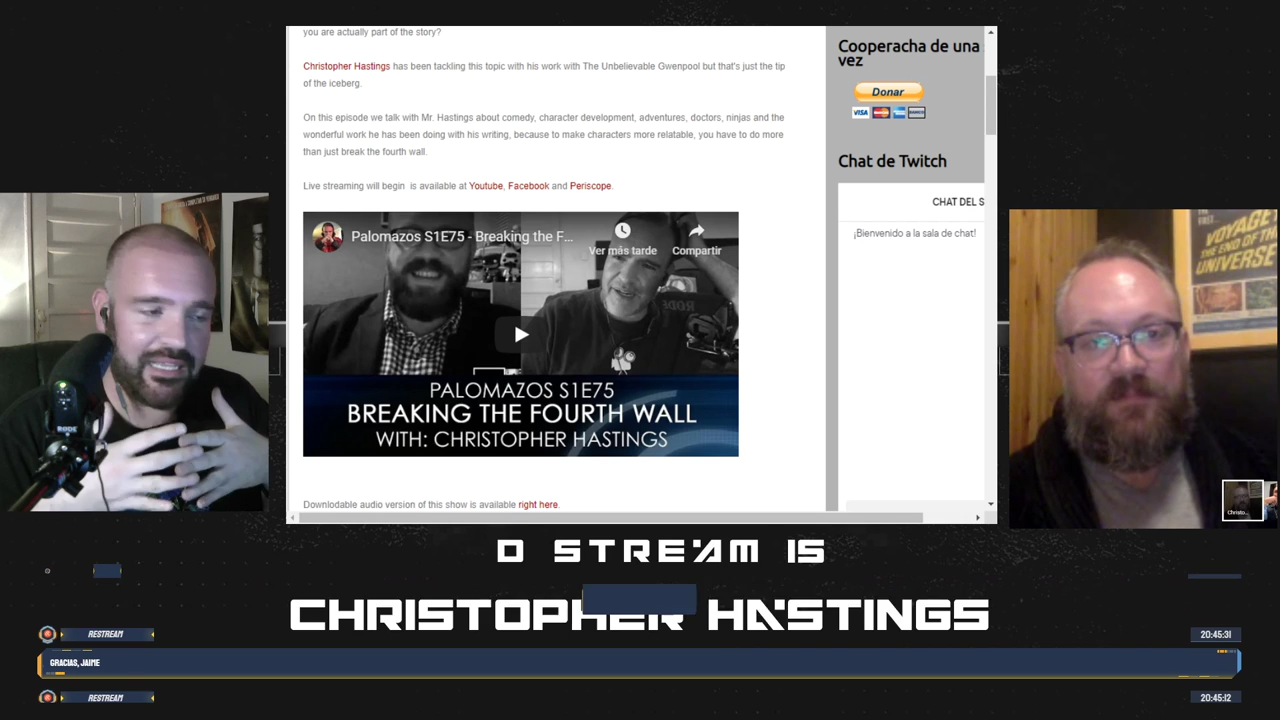 you are actually part of the story?
Christopher Hastings has been tackling this topic with his work with The Unbelievable Gwenpool but that's just the tip
of the iceberg.
On this episode we talk with Mr. Hastings about comedy, character development, adventures, doctors, ninjas and the
wonderful work he has been doing with his writing, because to make characters more relatable, you have to do more
than just break the fourth wall.
Live streaming will begin is available at Youtube, Facebook and Periscope.
Palomazos S1E75 - Breaking the F...
Ver más tarde
Compartir
RODE
PALOMAZOS S1E75
BREAKING THE FOURTH WALL
WITH: CHRISTOPHER HASTINGS
Downlodable audio version of this show is available right here.
Cooperacha de una
vez
Donar
VISA
Chat de Twitch
CHAT DEL S
¡Bienvenido a la sala de chat!
RODE
VOYAGE
THE END OF THE
UNIVERSE
Christo...
D STREAM IS
CHRISTOPHER HASTINGS
RESTREAM
20:45:31
GRACIAS, JAIME
RESTREAM
20:45:12